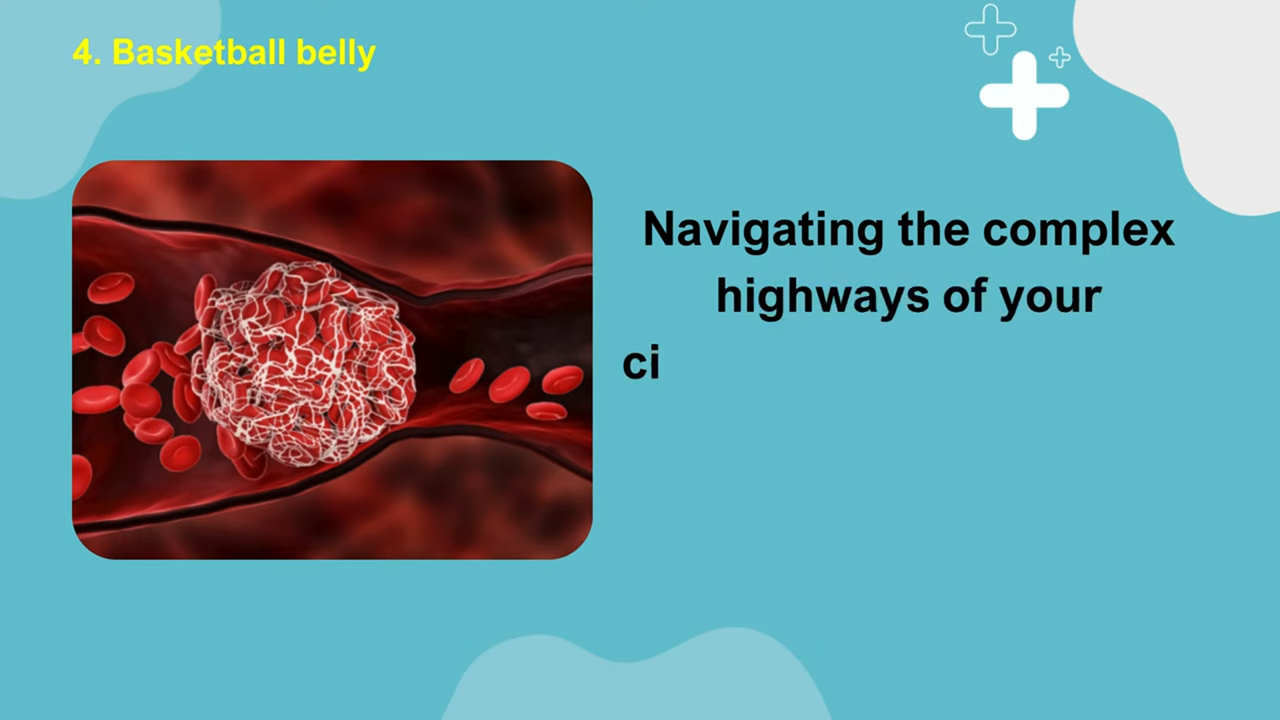 4. Basketball belly
Navigating the complex
highways of your
ci